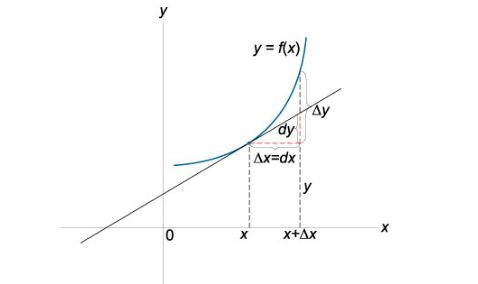 y
y = f(x)
Δy
dy
Δx=dx
y
x
0
x
x+Δx